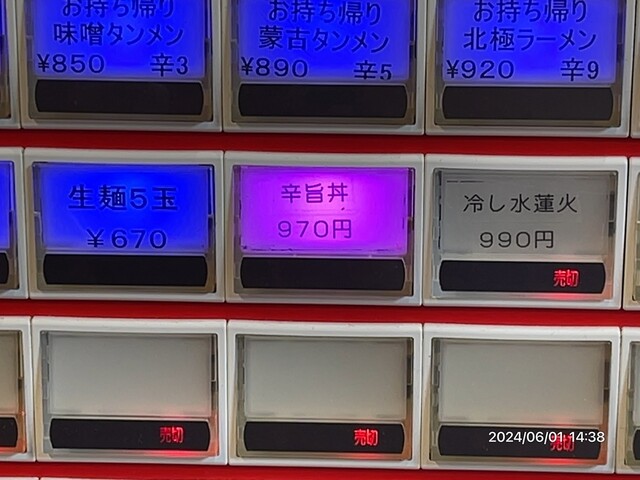 お持ち帰り
味噌タンメン
¥850 辛3
お持ち帰り
蒙古タンメン
¥890 辛5
お持ち帰り
北極ラーメン
¥920 辛9
生麺5玉
¥670
辛旨丼
970円
冷し水蓮火
990円
売切
売切
売切
売切
2024/06/01 14:38